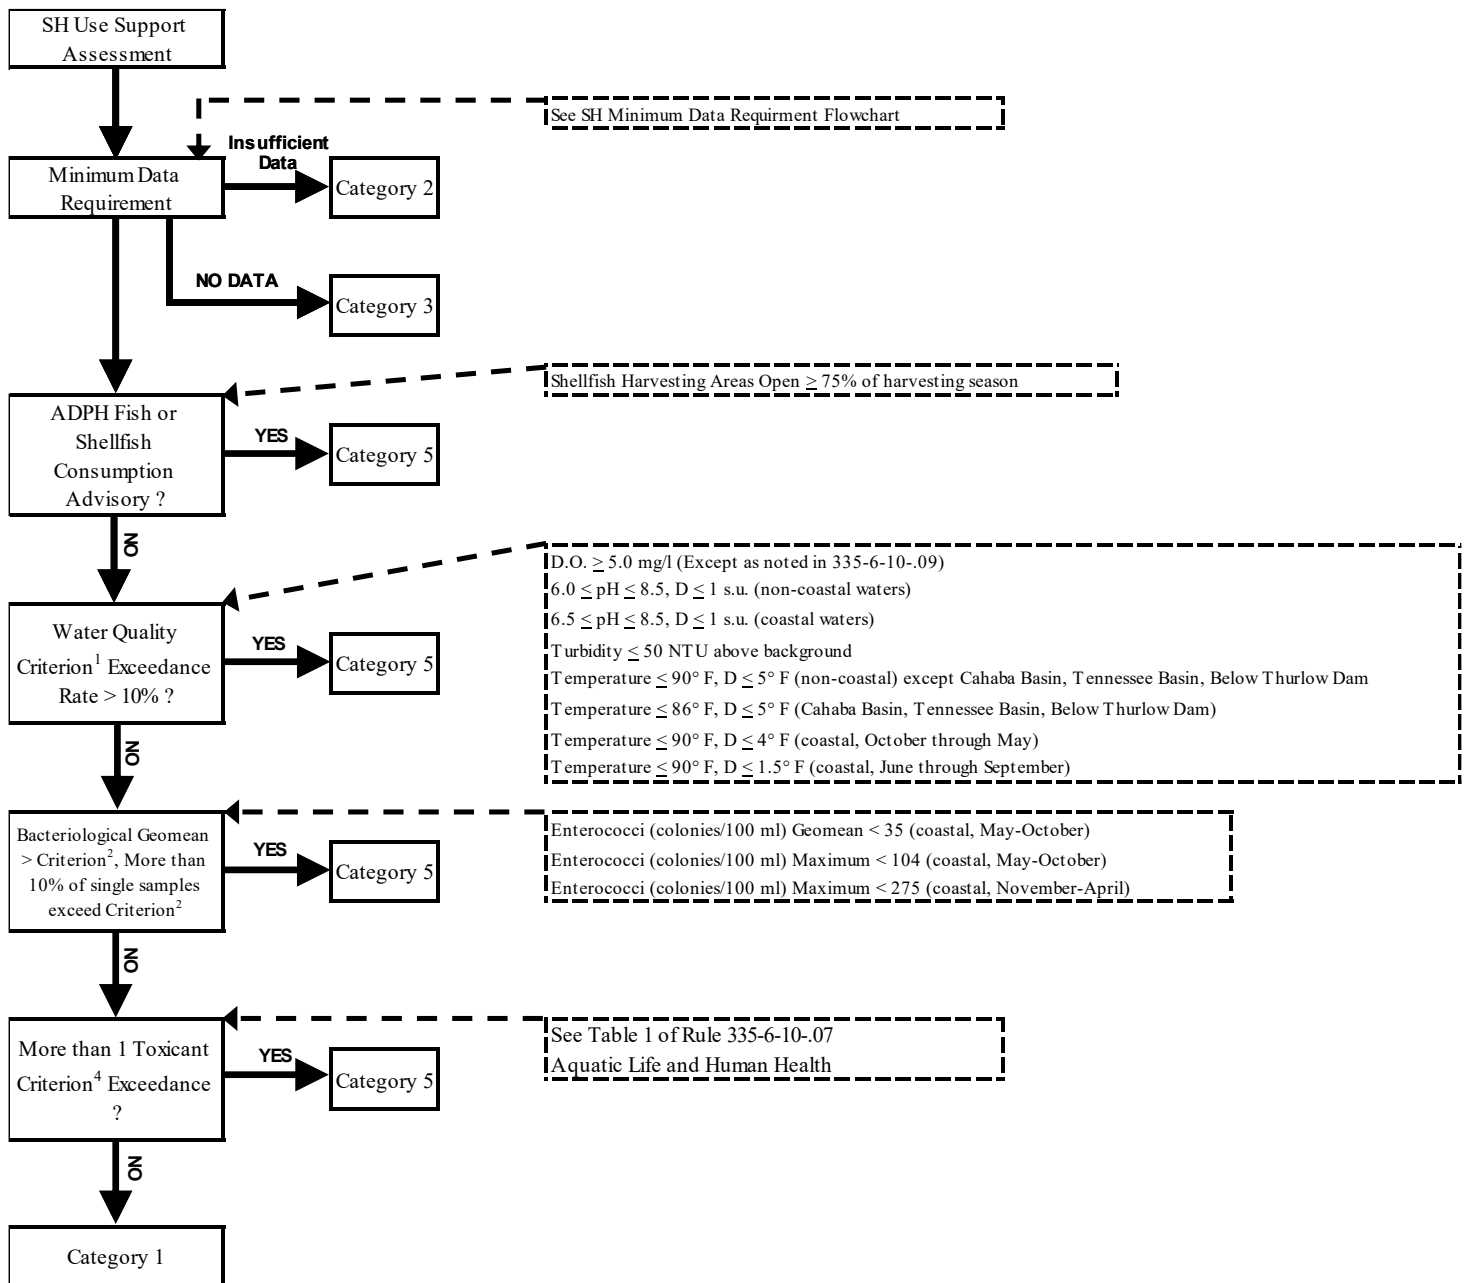 SH Use Support
Assessment
See SH Minimum Data Requirment Flowchart
Insufficient
Data
Minimum Data
Requirement
Category 2
NO DATA
Category 3
Shellfish Harvesting Areas Open ≥ 75% of harvesting season
ADPH Fish or
Shellfish
Consumption
Advisory ?
YES
Category 5
NO
D.O. ≥ 5.0 mg/l (Except as noted in 335-6-10-.09)
6.0 ≤ pH ≤ 8.5, D ≤ 1 s.u. (non-coastal waters)
6.5 ≤ pH ≤ 8.5, D ≤ 1 s.u. (coastal waters)
Turbidity ≤ 50 NTU above background
Temperature ≤ 90° F, D ≤ 5° F (non-coastal) except Cahaba Basin, Tennessee Basin, Below Thurlow Dam
Temperature ≤ 86° F, D ≤ 5° F (Cahaba Basin, Tennessee Basin, Below Thurlow Dam)
Temperature ≤ 90° F, D ≤ 4° F (coastal, October through May)
Temperature ≤ 90° F, D ≤ 1.5° F (coastal, June through September)
Water Quality
Criterion1 Exceedance
Rate > 10% ?
YES
Category 5
NO
Enterococci (colonies/100 ml) Geomean < 35 (coastal, May-October)
Enterococci (colonies/100 ml) Maximum < 104 (coastal, May-October)
Enterococci (colonies/100 ml) Maximum < 275 (coastal, November-April)
Bacteriological Geomean
> Criterion2, More than
10% of single samples
exceed Criterion2
YES
Category 5
NO
See Table 1 of Rule 335-6-10-.07
Aquatic Life and Human Health
More than 1 Toxicant
Criterion4 Exceedance
?
YES
Category 5
NO
Category 1